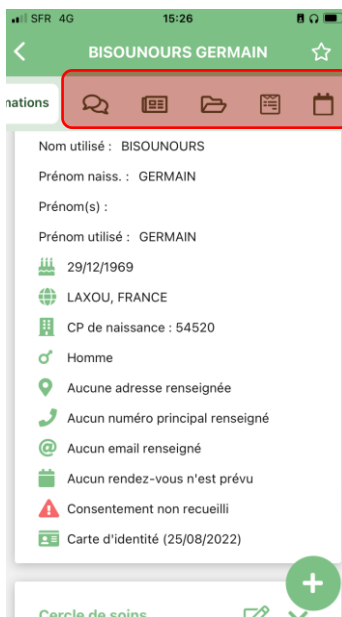 SFR 4G 15:26
BISOUNOURS GERMAIN
mations
Nom utilisé : BISOUNOURS
Prénom naiss. : GERMAIN
Prénom(s) :
Prénom utilisé : GERMAIN
29/12/1969
LAXOU, FRANCE
CP de naissance : 54520
Homme
Aucune adresse renseignée
Aucun numéro principal renseigné
Aucun email renseigné
Aucun rendez-vous n'est prévu
Consentement non recueilli
Carte d'identité (25/08/2022)
Cercle de soins